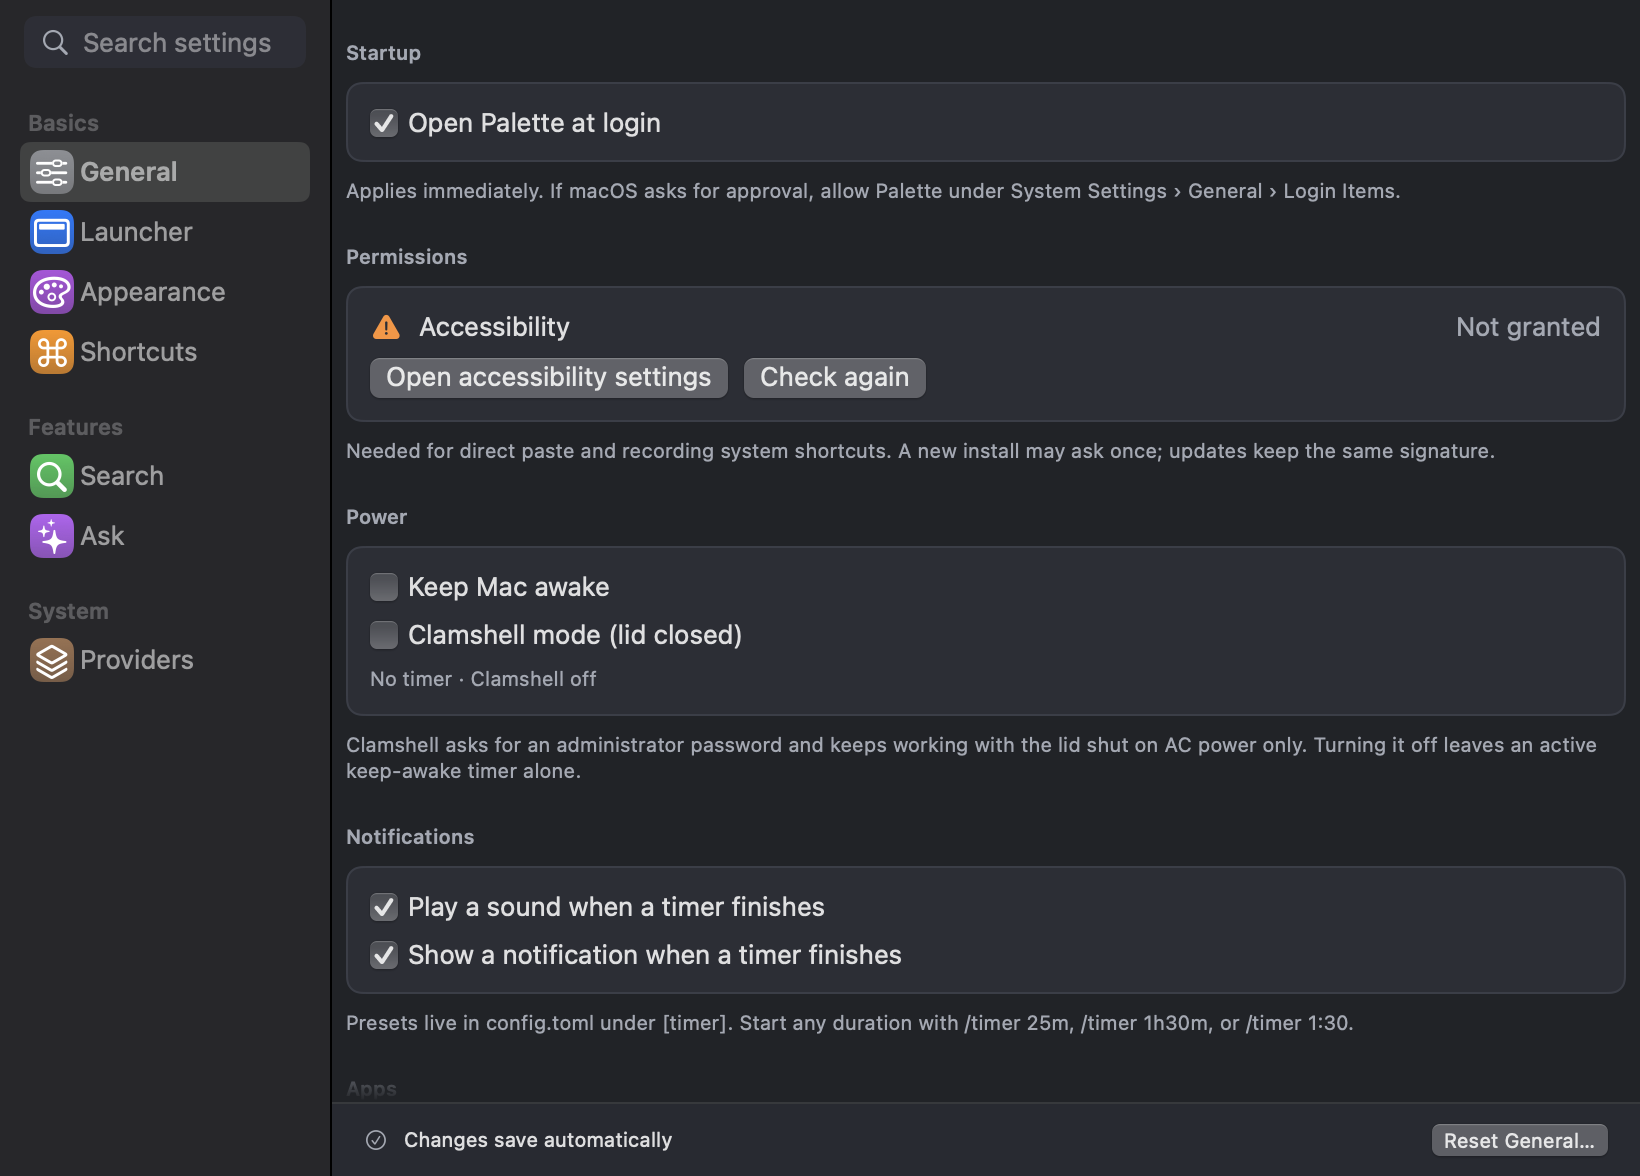 Search settings
Basics
General
Launcher
Appearance
Shortcuts
Features
Search
Ask
System
Providers
Startup
Open Palette at login
Applies immediately. If macOS asks for approval, allow Palette under System Settings › General › Login Items.
Permissions
Accessibility
Not granted
Open accessibility settings
Check again
Needed for direct paste and recording system shortcuts. A new install may ask once; updates keep the same signature.
Power
Keep Mac awake
Clamshell mode (lid closed)
No timer · Clamshell off
Clamshell asks for an administrator password and keeps working with the lid shut on AC power only. Turning it off leaves an active
keep-awake timer alone.
Notifications
Play a sound when a timer finishes
Show a notification when a timer finishes
Presets live in config.toml under [timer]. Start any duration with /timer 25m, /timer 1h30m, or /timer 1:30.
Apps
Changes save automatically
Reset General...